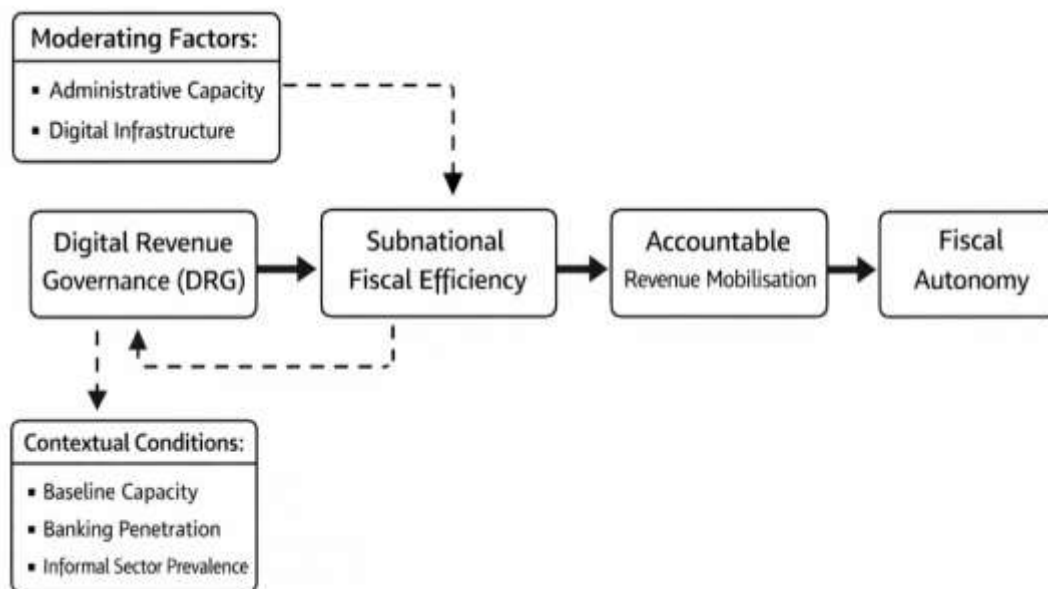 Moderating Factors:
▪ Administrative Capacity
▪ Digital Infrastructure
Digital Revenue
Governance (DRG)
Subnational
Fiscal Efficiency
Accountable
Revenue Mobilisation
Fiscal
Autonomy
Contextual Conditions:
▪ Baseline Capacity
▪ Banking Penetration
▪ Informal Sector Prevalence